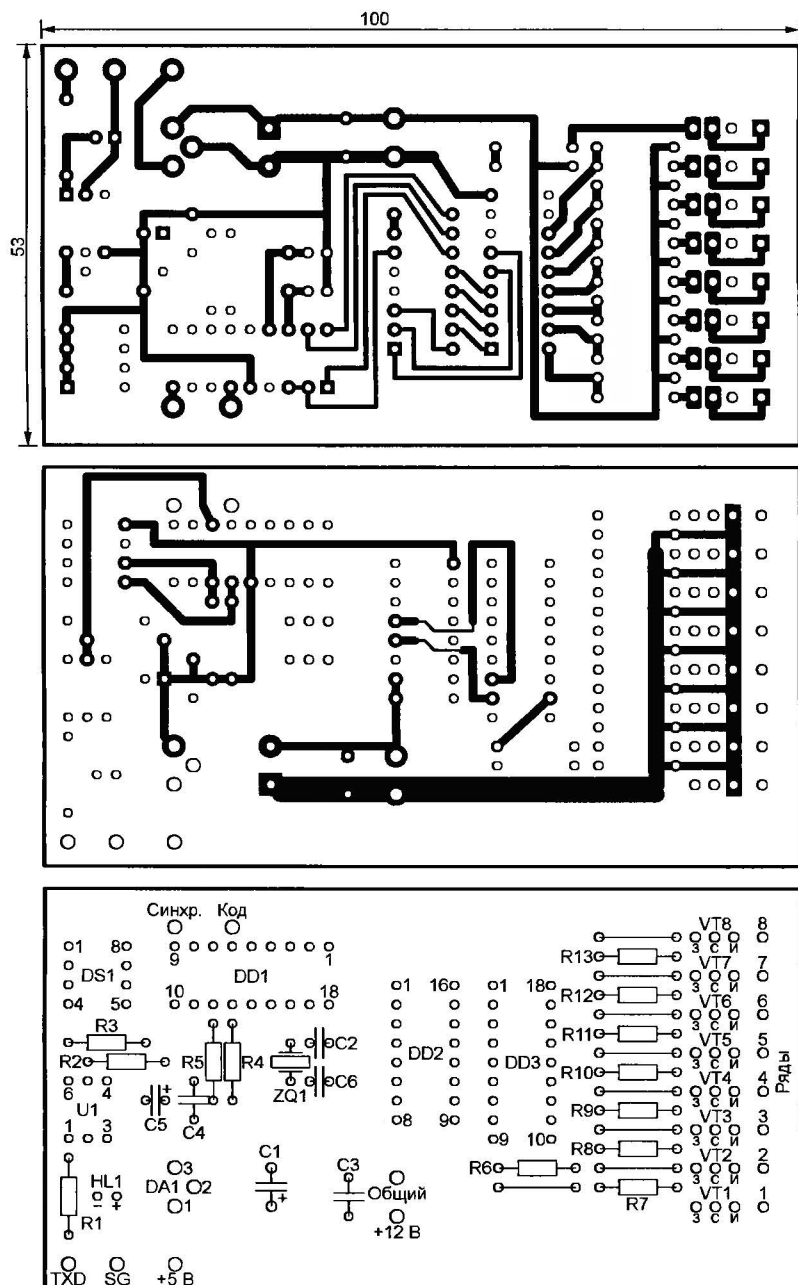 100
53
Синхр. Код
VT8 8
1 8 9 1
з с и
DS1 DD1
R13 VT7 7
4 5 10 18
1 16 1 18
з с и
R12 VT6 6
R3
з с и
R11 VT5 5
R2 R5 R4 C2
DD2 DD3
з с и
R10 VT4 4
6 4 ZQ1 C6
Ряды
U1 C5 + C4
з с и
R9 VT3 3
1 3 8 9
9 10
з с и
R8 VT2 2
HL1 DA1 3 2 1
C1 + C3 Общий
R6
з с и
R7 VT1 1
R1 - +
+12 В
з с и
TXD SG +5 В